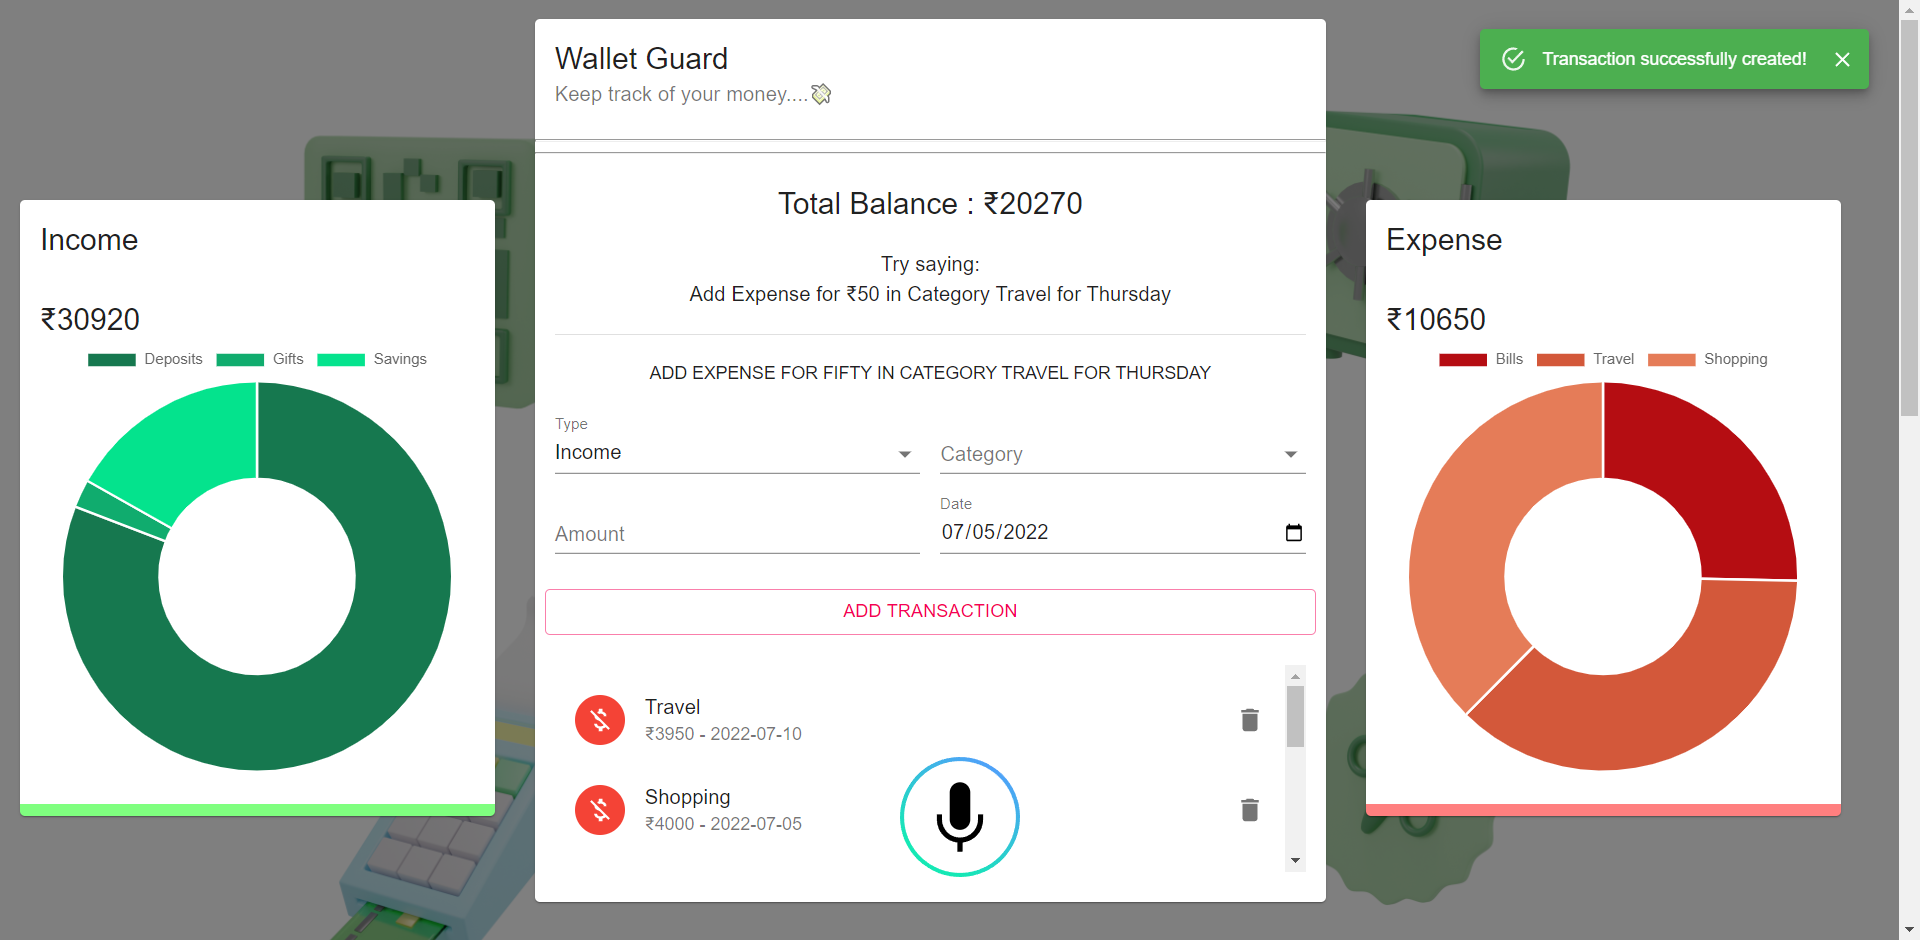 Wallet Guard
Keep track of your money....💸
Transaction successfully created!
Income
₹30920
Deposits Gifts Savings
Total Balance : ₹20270
Try saying:
Add Expense for ₹50 in Category Travel for Thursday
ADD EXPENSE FOR FIFTY IN CATEGORY TRAVEL FOR THURSDAY
Type
Income
Category
Amount
Date
07/05/2022
ADD TRANSACTION
Travel
₹3950 - 2022-07-10
Shopping
₹4000 - 2022-07-05
Expense
₹10650
Bills Travel Shopping